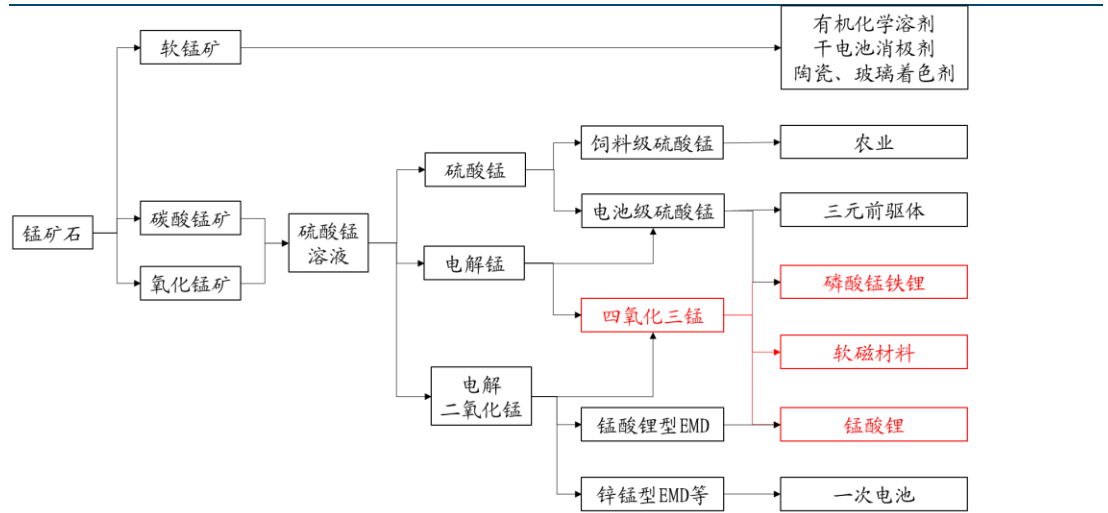 软锰矿
有机化学溶剂
干电池消极剂
陶瓷、玻璃着色剂
饲料级硫酸锰
农业
硫酸锰
电池级硫酸锰
三元前驱体
锰矿石
碳酸锰矿
硫酸锰
溶液
氧化锰矿
电解锰
磷酸锰铁锂
四氧化三锰
软磁材料
电解
二氧化锰
锰酸锂型EMD
锰酸锂
锌锰型EMD等
一次电池